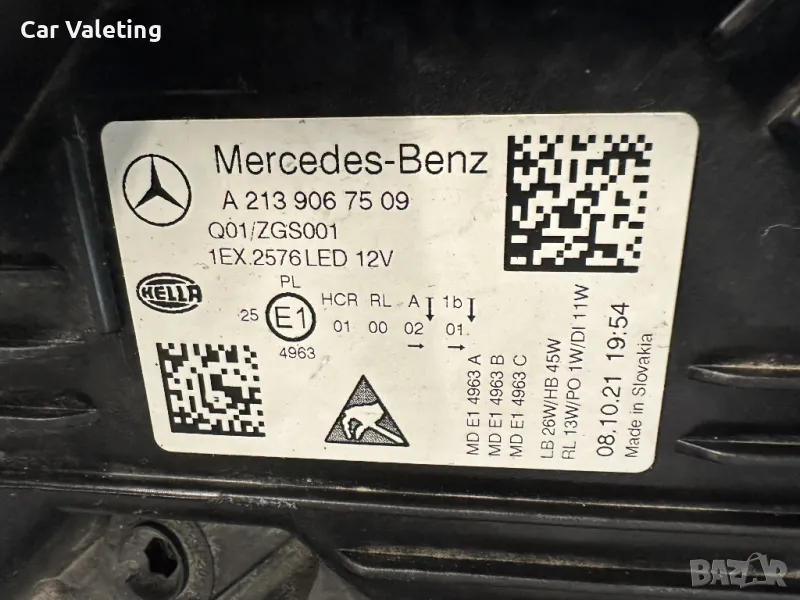 Car Valeting
Mercedes-Benz
A 213 906 75 09
Q01/ZGS001
1EX.2576 LED 12V
HELLA
PL
25 E1
4963
HCR RL A 1b
01 00 02 01
MD E1 4963 A
MD E1 4963 B
MD E1 4963 C
LB 26W/HB 45W
RL 13W/PO 1W/DI 11W
08.10.21 19:54
Made in Slovakia
BAZAR